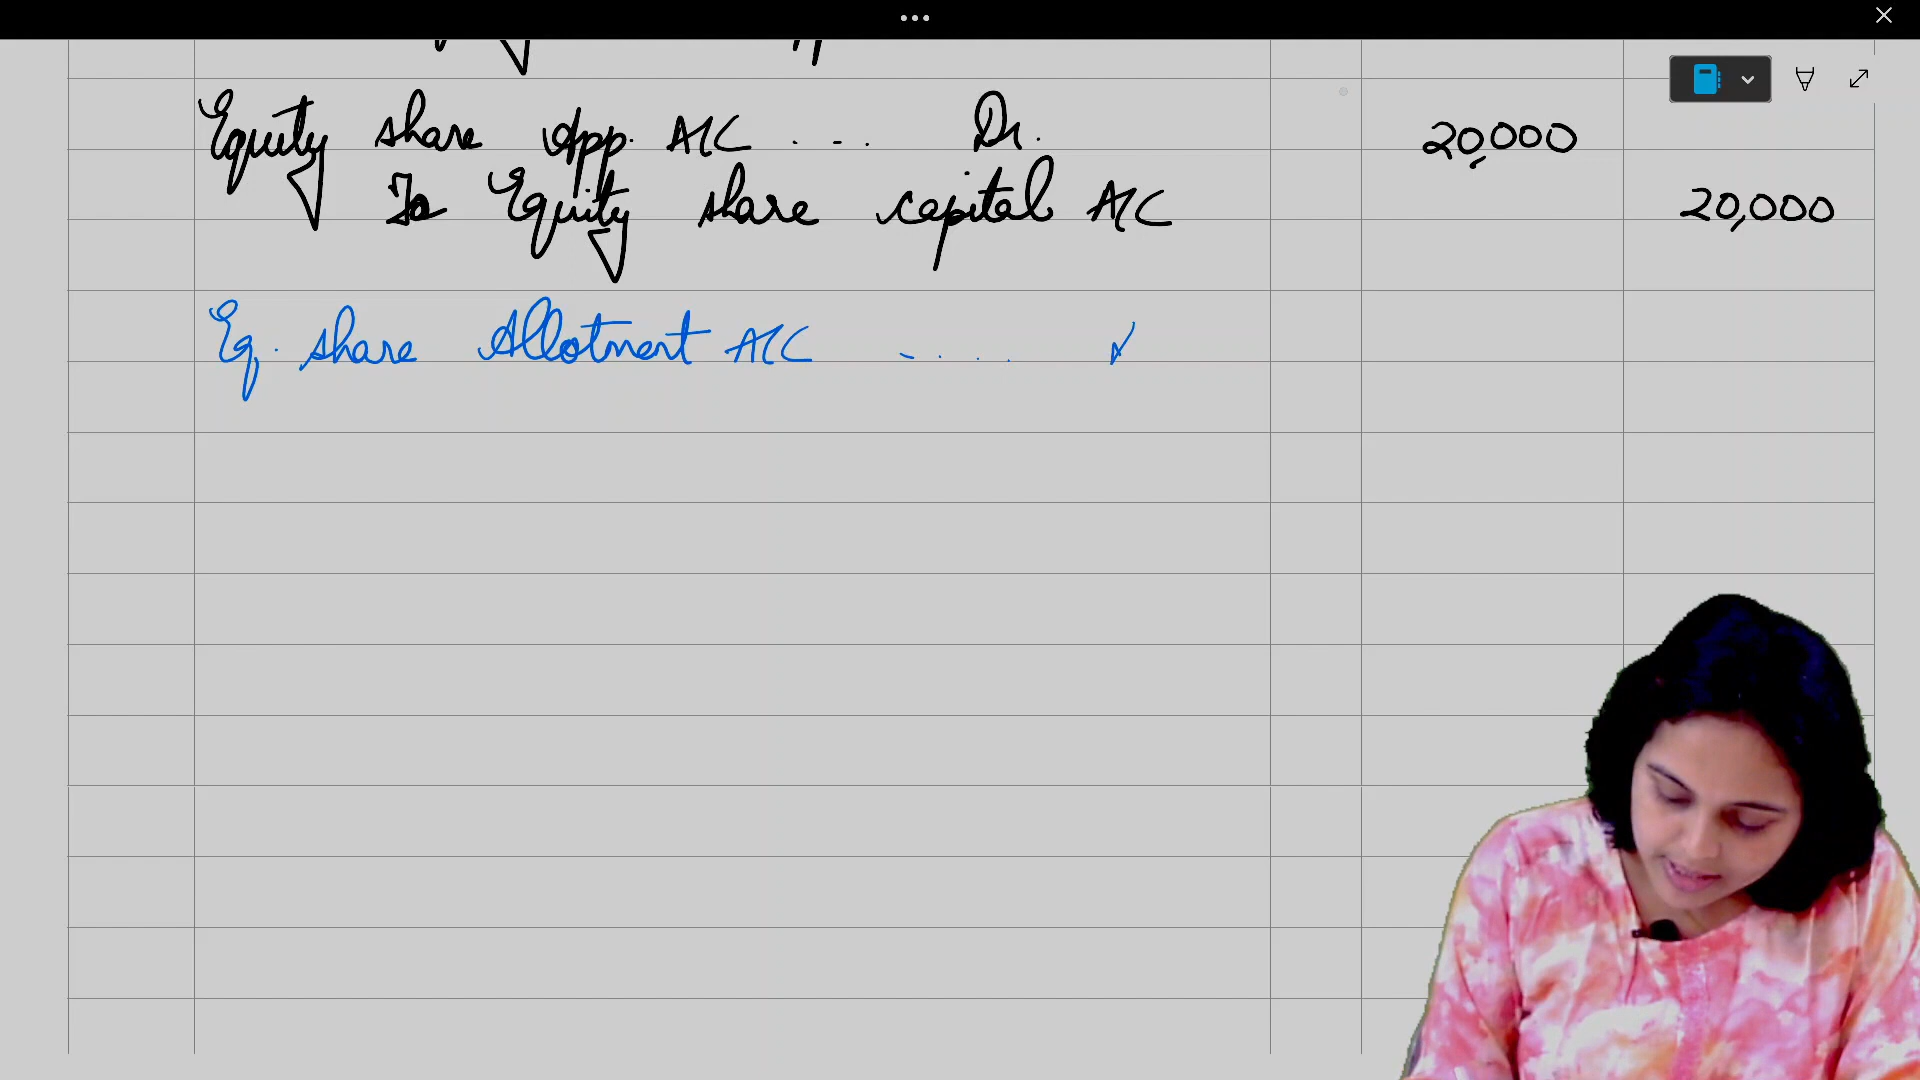 Equity share App. A/C ... Dr. 20,000
To Equity share capital A/C 20,000
Eq. share Allotment A/C ....